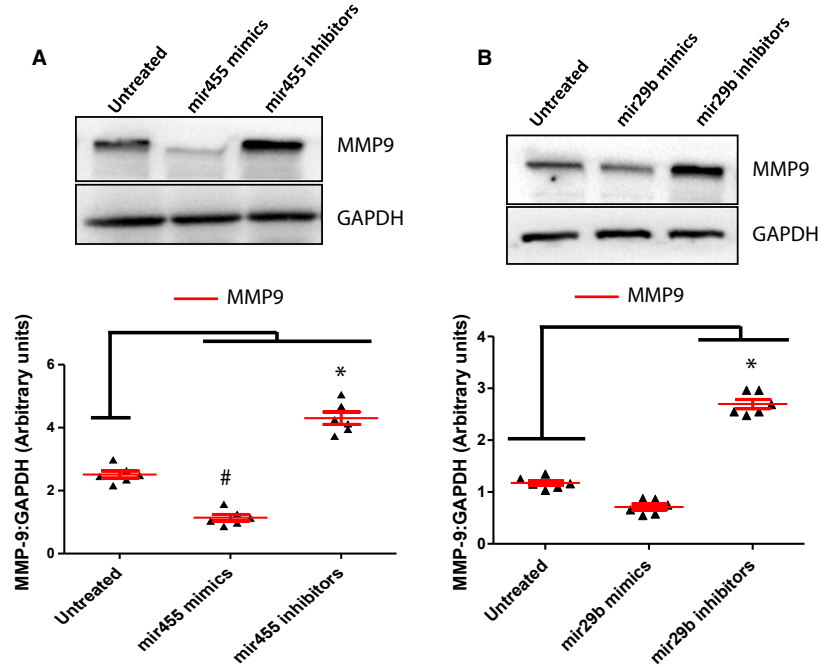 A
Untreated
mir455 mimics
mir455 inhibitors
MMP9
GAPDH
MMP9
MMP-9:GAPDH (Arbitrary units)
6
4
2
0
*
#
Untreated
mir455 mimics
mir455 inhibitors
B
Untreated
mir29b mimics
mir29b inhibitors
MMP9
GAPDH
MMP9
MMP-9:GAPDH (Arbitrary units)
4
3
2
1
0
*
Untreated
mir29b mimics
mir29b inhibitors